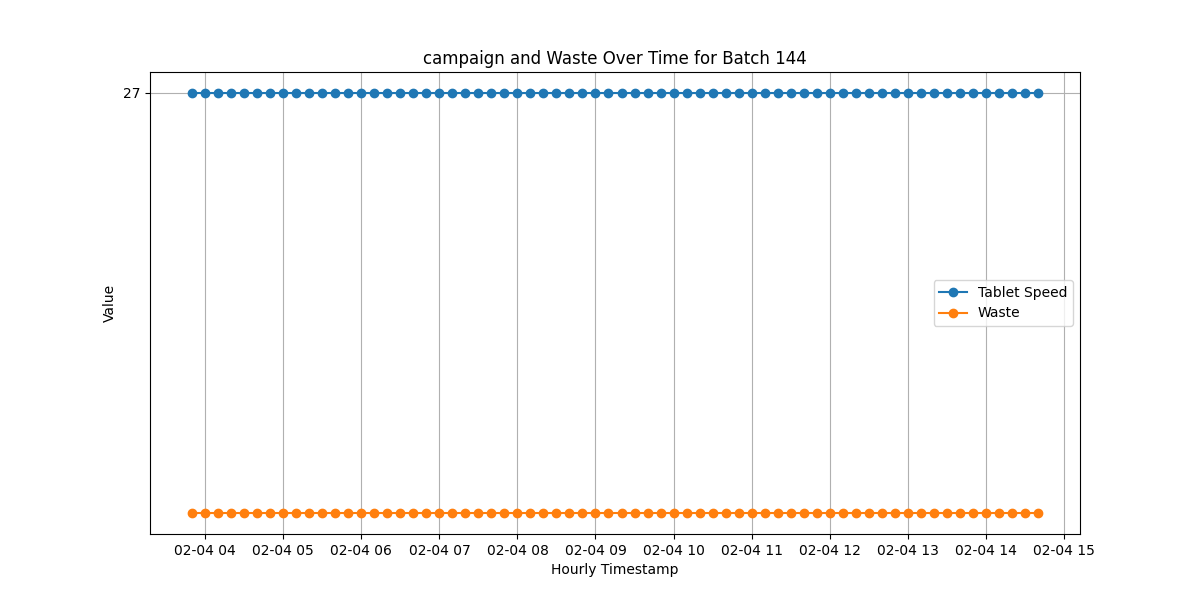 campaign and Waste Over Time for Batch 144
27
Value
Tablet Speed
Waste
02-04 04 02-04 05 02-04 06 02-04 07 02-04 08 02-04 09 02-04 10 02-04 11 02-04 12 02-04 13 02-04 14 02-04 15
Hourly Timestamp